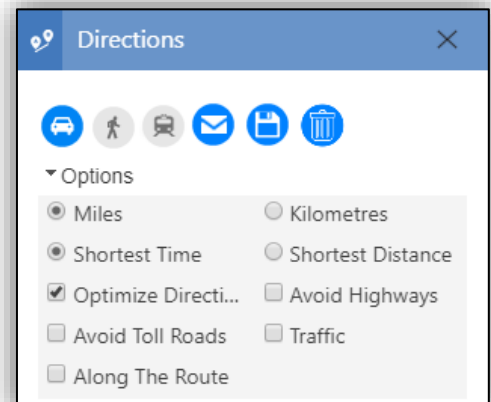 Directions
Options
Miles Kilometres
Shortest Time Shortest Distance
Optimize Directi... Avoid Highways
Avoid Toll Roads Traffic
Along The Route